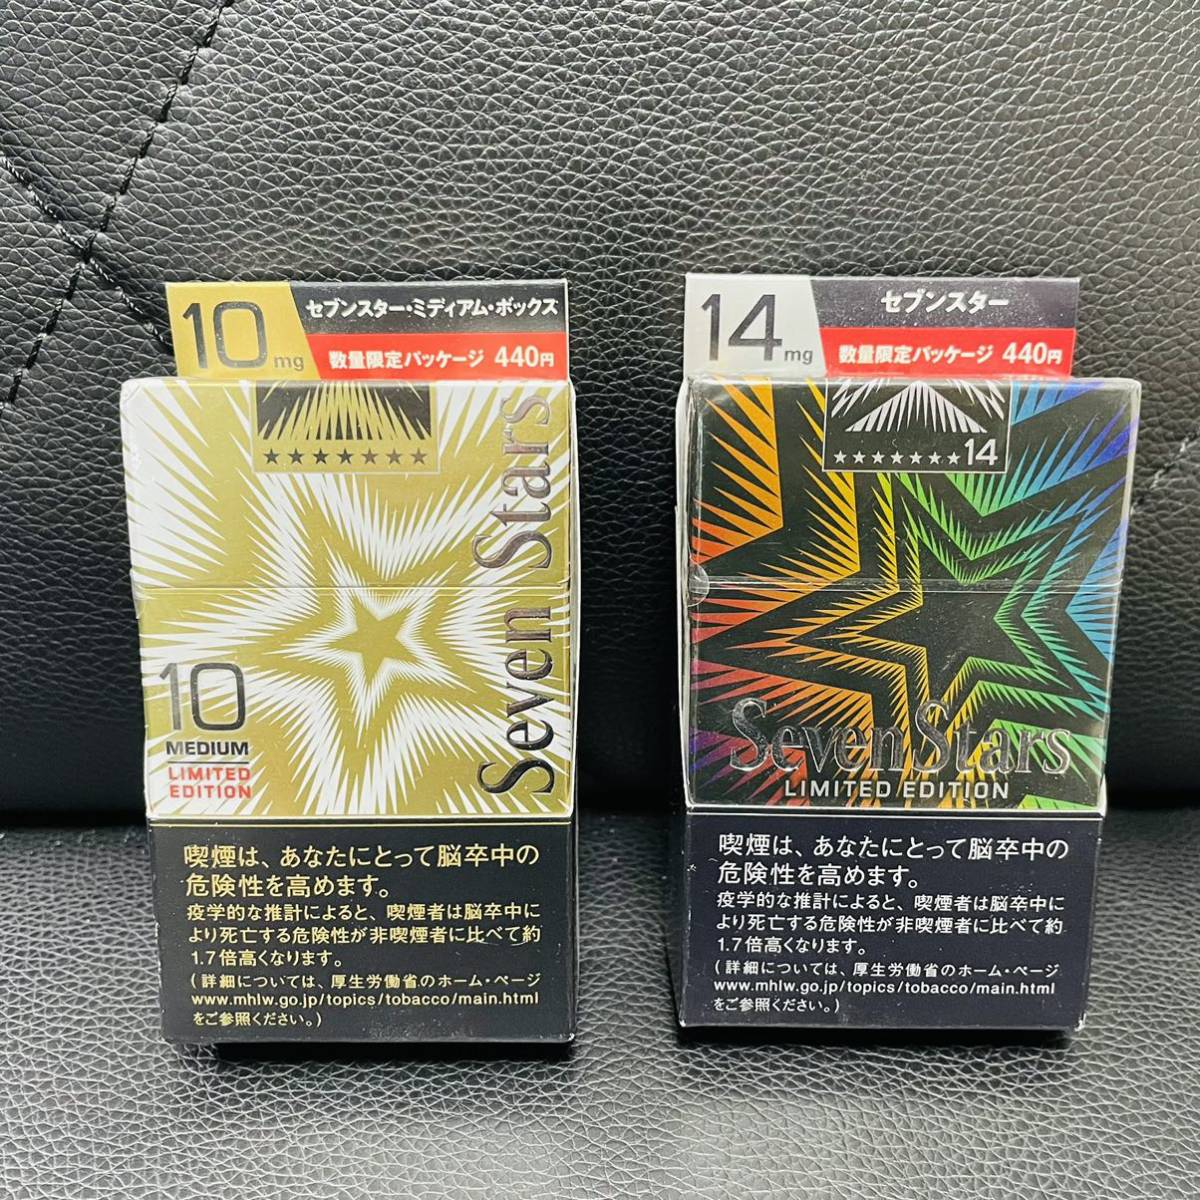 10mg
セブンスター・ミディアム・ボックス
数量限定パッケージ 440円
★★★★★★★
Seven Stars
10
MEDIUM
LIMITED
EDITION
喫煙は、あなたにとって脳卒中の
危険性を高めます。
疫学的な推計によると、喫煙者は脳卒中に
より死亡する危険性が非喫煙者に比べて約
1.7倍高くなります。
(詳細については、厚生労働省のホーム・ページ
www.mhlw.go.jp/topics/tobacco/main.html
をご参照ください。)
14mg
セブンスター
数量限定パッケージ 440円
★★★★★★★14
SevenStars
LIMITED EDITION
喫煙は、あなたにとって脳卒中の
危険性を高めます。
疫学的な推計によると、喫煙者は脳卒中に
より死亡する危険性が非喫煙者に比べて約
1.7倍高くなります。
(詳細については、厚生労働省のホーム・ページ
www.mhlw.go.jp/topics/tobacco/main.html
をご参照ください。)